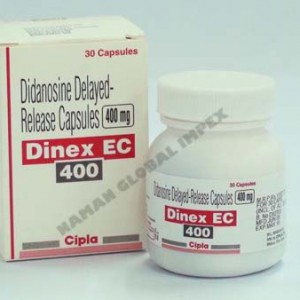 30 Capsules
Didanosine Delayed-
Release Capsules 400 mg
Dinex EC
400
Cipla
30 Capsules
Didanosine Delayed-Release Capsules
400 mg
Dinex EC
400
Cipla
NAMAN GLOBAL IMPEX